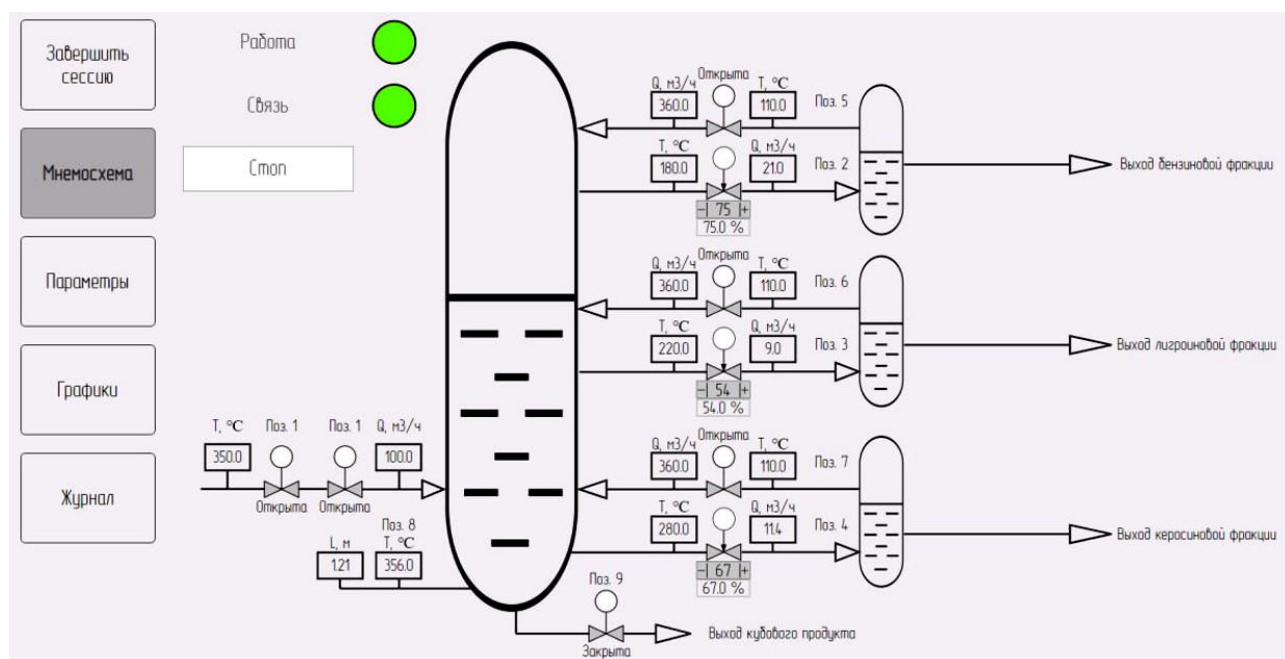 Завершить
сессию
Мнемосхема
Параметры
Графики
Журнал
Работа
Связь
Стоп
Q, м3/ч Открыта T, °C
360.0 110.0 Поз. 5
T, °C Q, м3/ч
180.0 21.0 Поз. 2
-| 75 |+
75.0 %
Выход бензиновой фракции
Q, м3/ч Открыта T, °C
360.0 110.0 Поз. 6
T, °C Q, м3/ч
220.0 9.0 Поз. 3
-| 54 |+
54.0 %
Выход лигроиновой фракции
Q, м3/ч Открыта T, °C
360.0 110.0 Поз. 7
T, °C Q, м3/ч
280.0 11.4 Поз. 4
-| 67 |+
67.0 %
Выход керосиновой фракции
T, °C Поз. 1 Поз. 1 Q, м3/ч
350.0 100.0
Открыта Открыта
Поз. 8
L, м T, °C
1.21 356.0
Поз. 9
Закрыта
Выход кубового продукта